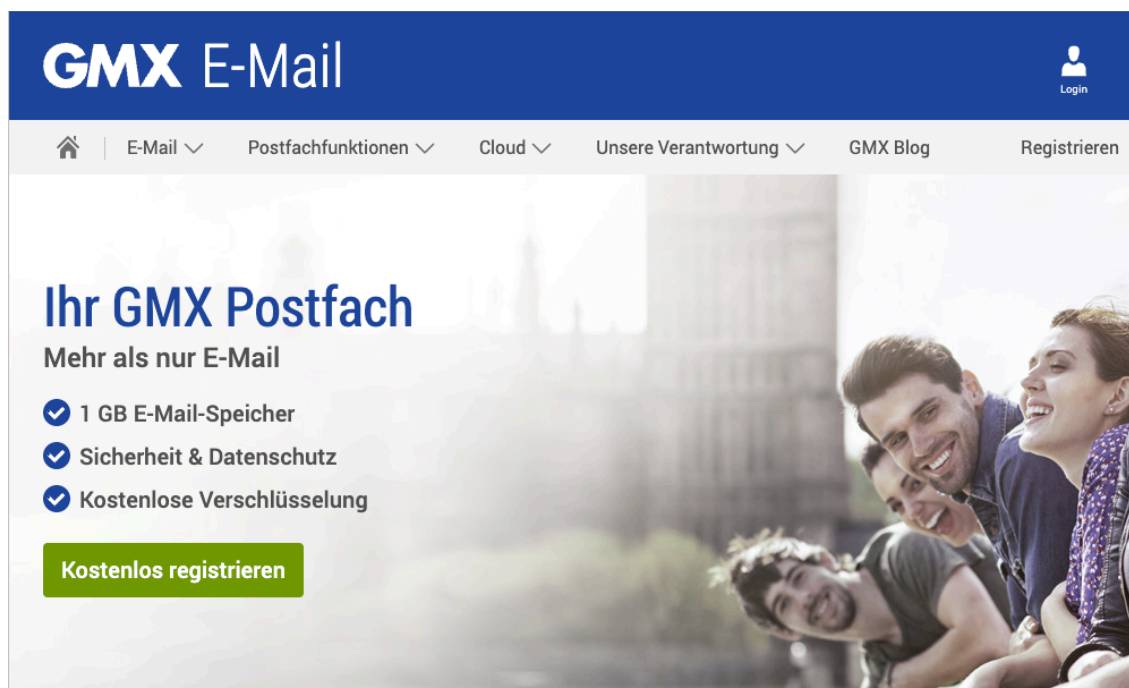 GMX E-Mail
Login
E-Mail Postfachfunktionen Cloud Unsere Verantwortung GMX Blog Registrieren
Ihr GMX Postfach
Mehr als nur E-Mail
1 GB E-Mail-Speicher
Sicherheit & Datenschutz
Kostenlose Verschlüsselung
Kostenlos registrieren